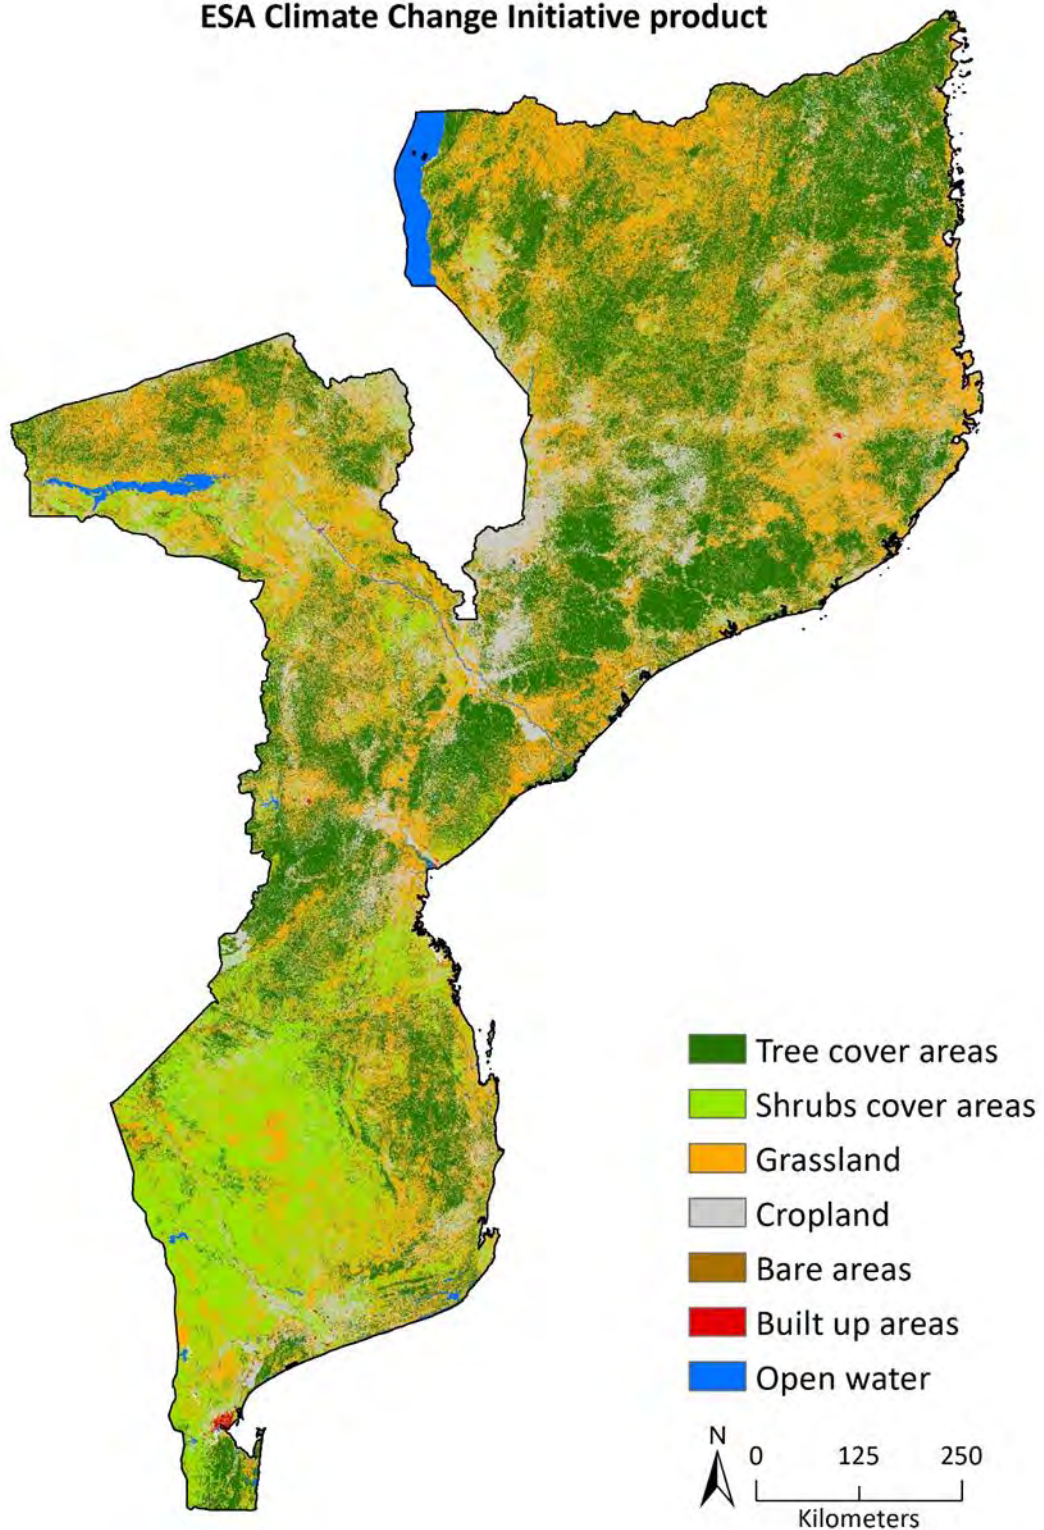 ESA Climate Change Initiative product
Tree cover areas
Shrubs cover areas
Grassland
Cropland
Bare areas
Built up areas
Open water
N
0 125 250
Kilometers